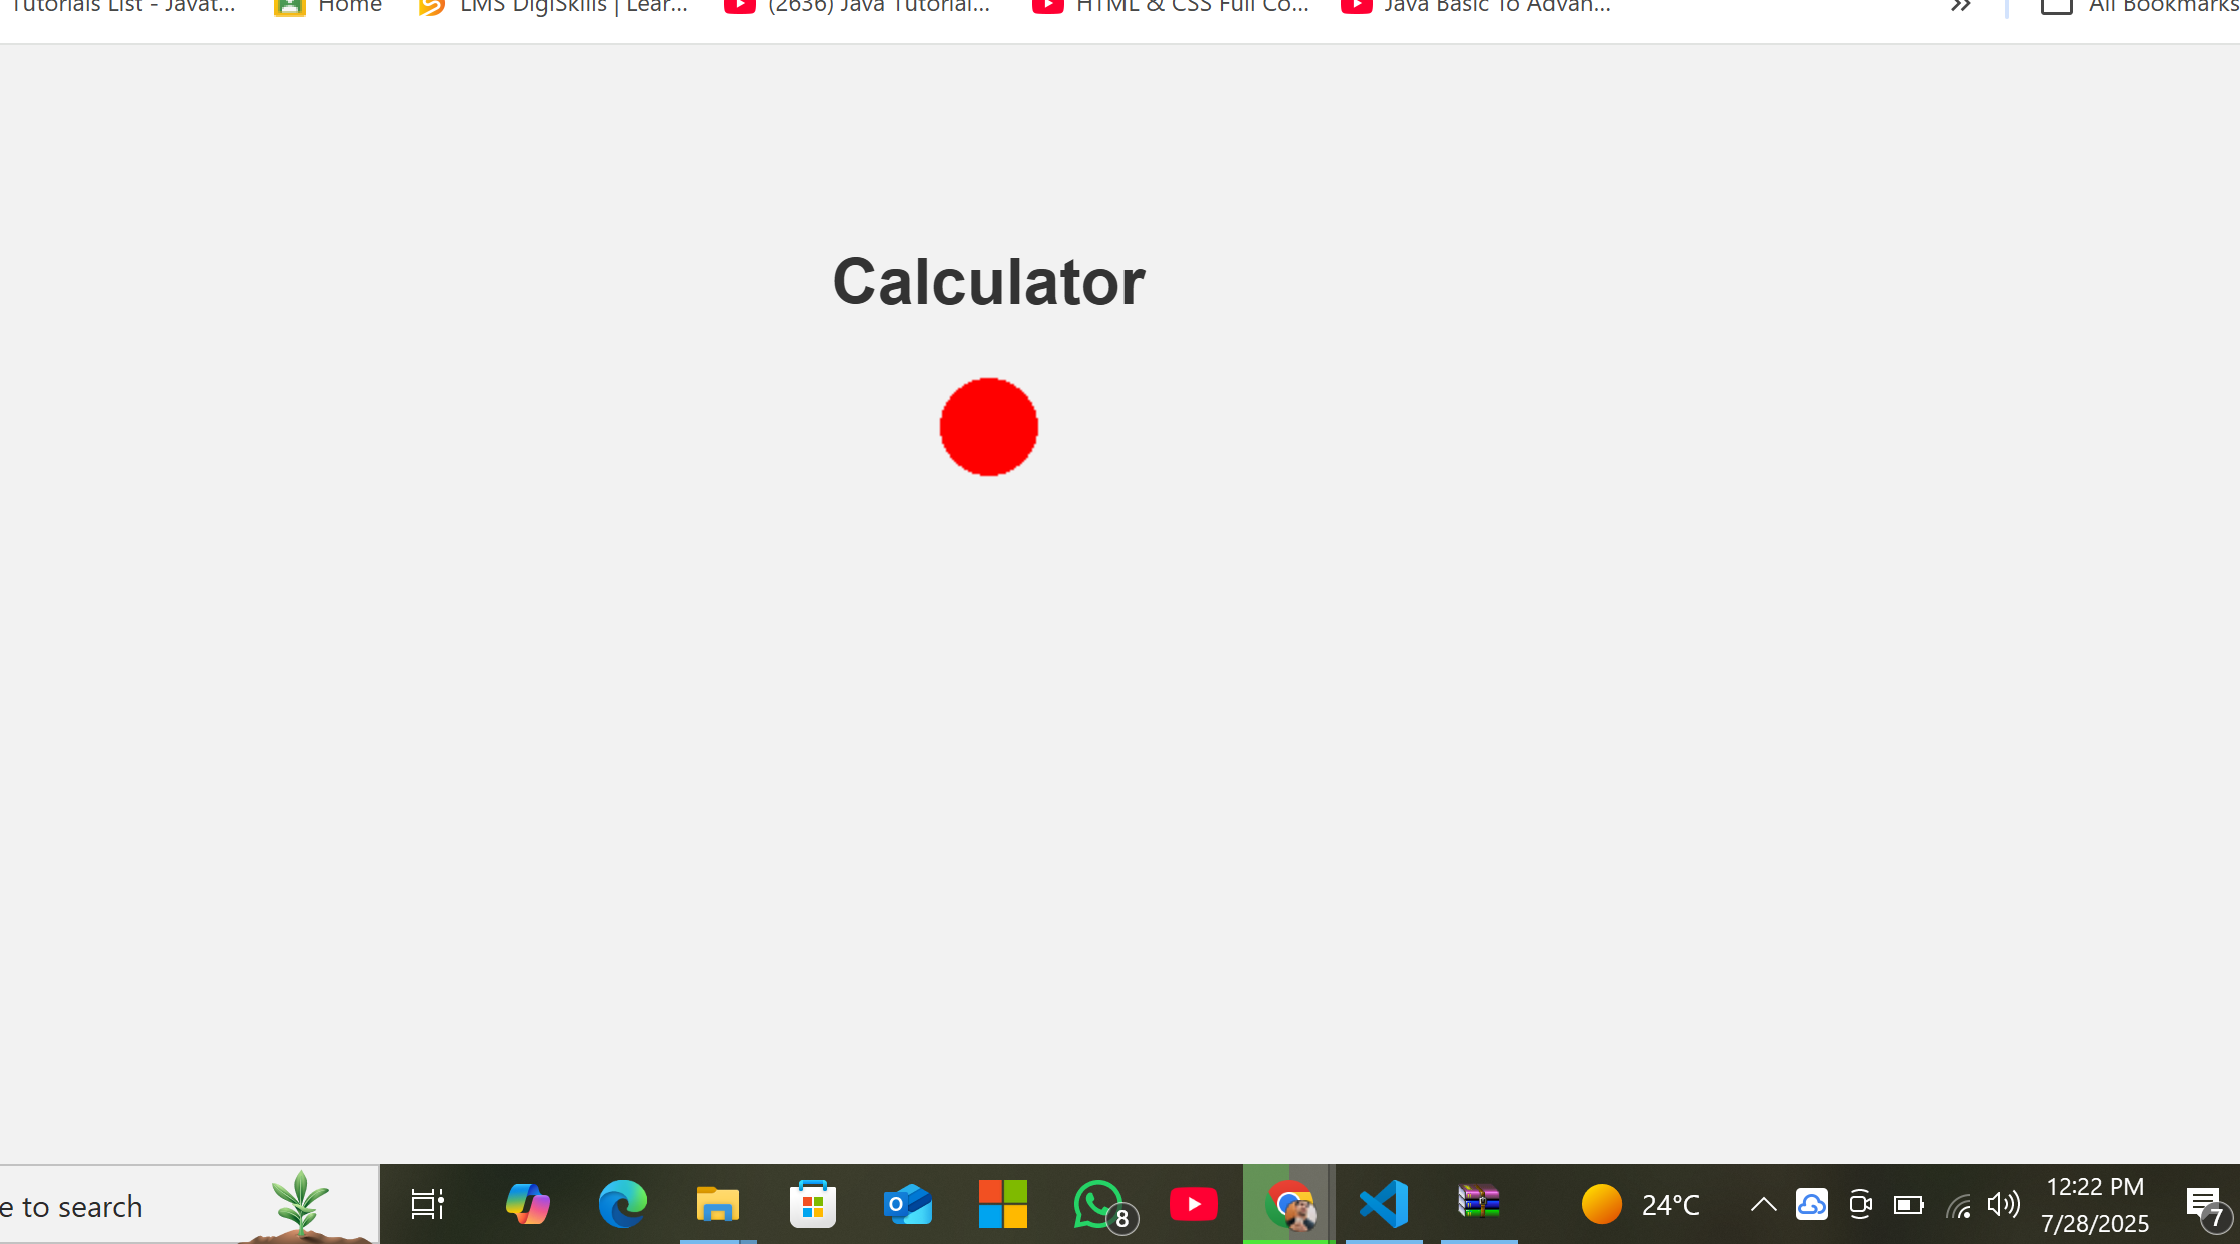 Tutorials List - Javat...
Home
LMS DigiSkills | Lear...
(2636) Java Tutorial...
HTML & CSS Full Co...
Java Basic To Advan...
»
All Bookmarks
Calculator
e to search
8
24°C
12:22 PM
7/28/2025
7